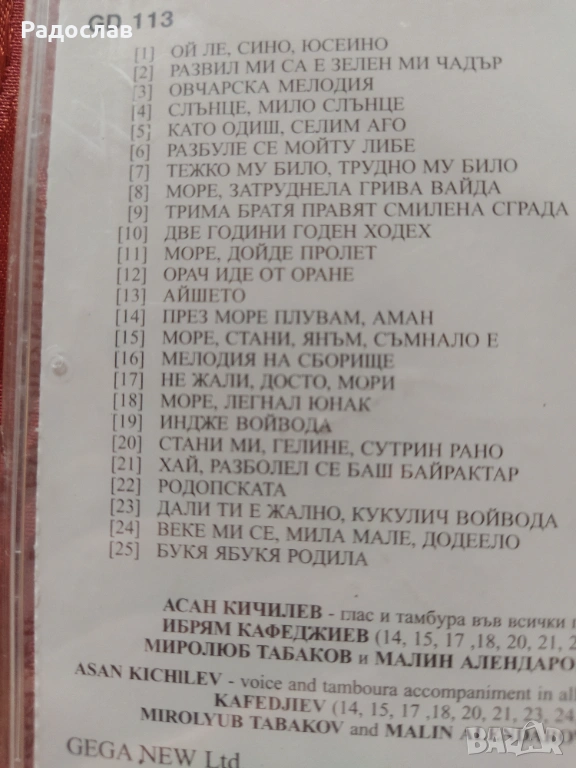 Радослав
GD 113
[1] ОЙ ЛЕ, СИНО, ЮСЕИНО
[2] РАЗВИЛ МИ СА Е ЗЕЛЕН МИ ЧАДЪР
[3] ОВЧАРСКА МЕЛОДИЯ
[4] СЛЪНЦЕ, МИЛО СЛЪНЦЕ
[5] КАТО ОДИШ, СЕЛИМ АГО
[6] РАЗБУЛЕ СЕ МОЙТУ ЛИБЕ
[7] ТЕЖКО МУ БИЛО, ТРУДНО МУ БИЛО
[8] МОРЕ, ЗАТРУДНЕЛА ГРИВА ВАЙДА
[9] ТРИМА БРАТЯ ПРАВЯТ СМИЛЕНА СГРАДА
[10] ДВЕ ГОДИНИ ГОДЕН ХОДЕХ
[11] МОРЕ, ДОЙДЕ ПРОЛЕТ
[12] ОРАЧ ИДЕ ОТ ОРАНЕ
[13] АЙШЕТО
[14] ПРЕЗ МОРЕ ПЛУВАМ, АМАН
[15] МОРЕ, СТАНИ, ЯНЪМ, СЪМНАЛО Е
[16] МЕЛОДИЯ НА СБОРИЩЕ
[17] НЕ ЖАЛИ, ДОСТО, МОРИ
[18] МОРЕ, ЛЕГНАЛ ЮНАК
[19] ИНДЖЕ ВОЙВОДА
[20] СТАНИ МИ, ГЕЛИНЕ, СУТРИН РАНО
[21] ХАЙ, РАЗБОЛЕЛ СЕ БАШ БАЙРАКТАР
[22] РОДОПСКАТА
[23] ДАЛИ ТИ Е ЖАЛНО, КУКУЛИЧ ВОЙВОДА
[24] ВЕКЕ МИ СЕ, МИЛА МАЛЕ, ДОДЕЕЛО
[25] БУКЯ ЯБУКЯ РОДИЛА
АСАН КИЧИЛЕВ - глас и тамбура във всички
ИБРЯМ КАФЕДЖИЕВ (14, 15, 17 ,18, 20, 21, 2
МИРОЛЮБ ТАБАКОВ и МАЛИН АЛЕНДАРО
ASAN KICHILEV - voice and tamboura accompaniment in all
KAFEDJIEV (14, 15, 17 ,18, 20, 21, 23, 24,
MIROLYUB TABAKOV and MALIN
GEGA NEW Ltd
BAZAR